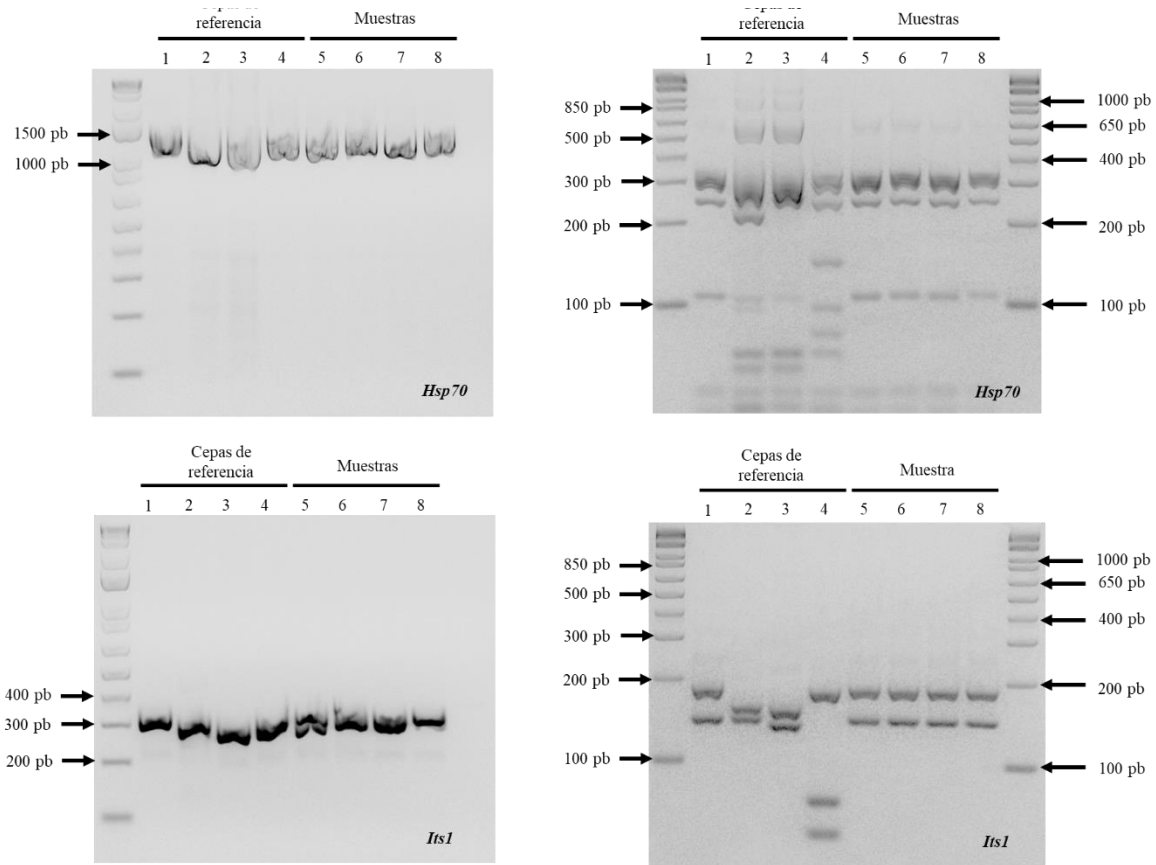 referencia
Muestras
1 2 3 4 5 6 7 8
1500 pb
1000 pb
Hsp70
Cepas de
referencia
Muestras
1 2 3 4 5 6 7 8
850 pb
500 pb
300 pb
200 pb
100 pb
1000 pb
650 pb
400 pb
200 pb
100 pb
Hsp70
Cepas de
referencia
Muestras
1 2 3 4 5 6 7 8
400 pb
300 pb
200 pb
Its1
Cepas de
referencia
Muestra
1 2 3 4 5 6 7 8
850 pb
500 pb
300 pb
200 pb
100 pb
1000 pb
650 pb
400 pb
200 pb
100 pb
Its1